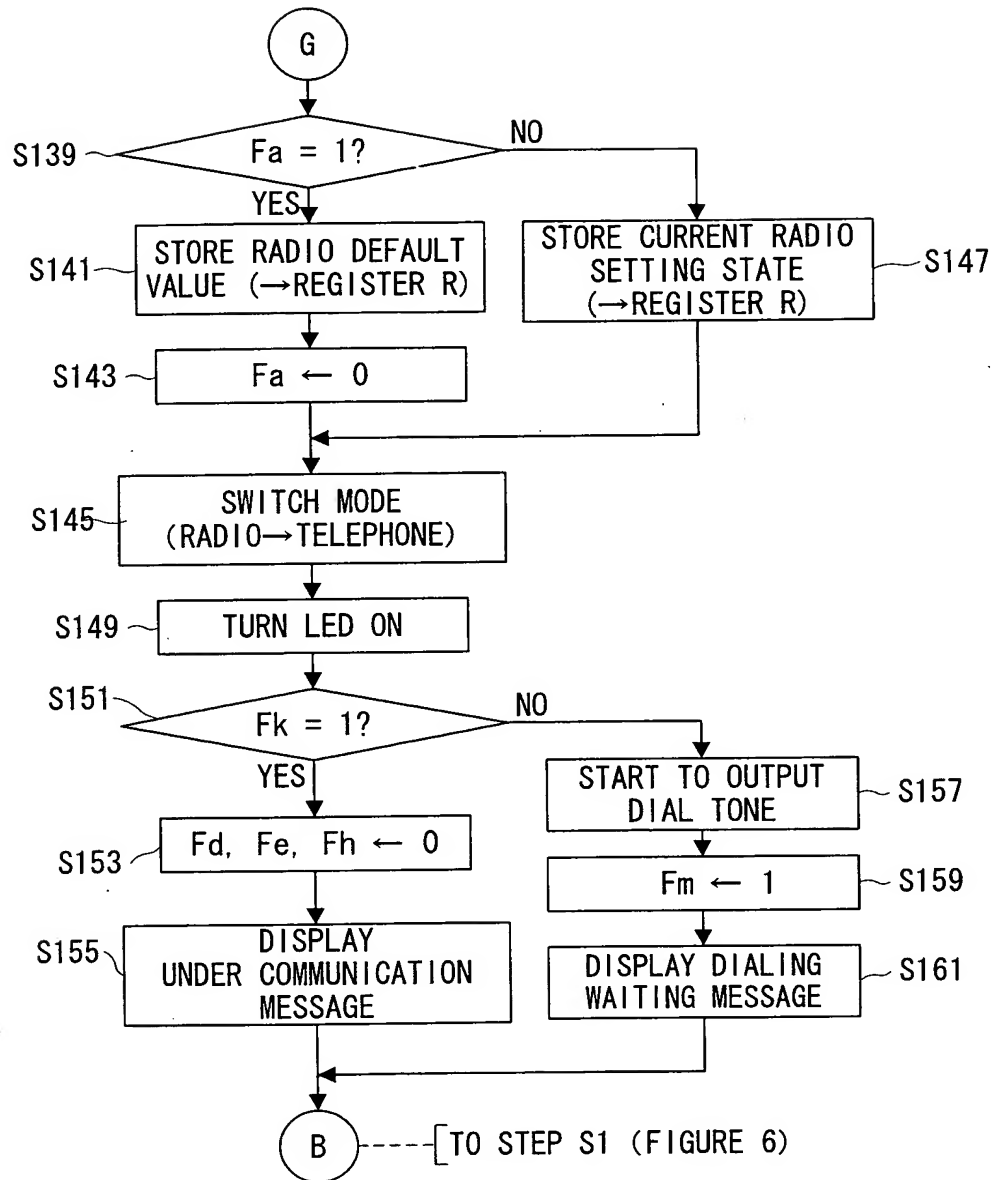 G
S139
Fa = 1?
NO
YES
S141
STORE RADIO DEFAULT
VALUE (→REGISTER R)
STORE CURRENT RADIO
SETTING STATE
(→REGISTER R)
S147
S143
Fa ← 0
S145
SWITCH MODE
(RADIO→TELEPHONE)
S149
TURN LED ON
S151
Fk = 1?
NO
YES
START TO OUTPUT
DIAL TONE
S157
S153
Fd, Fe, Fh ← 0
Fm ← 1
S159
S155
DISPLAY
UNDER COMMUNICATION
MESSAGE
DISPLAY DIALING
WAITING MESSAGE
S161
B
TO STEP S1 (FIGURE 6)